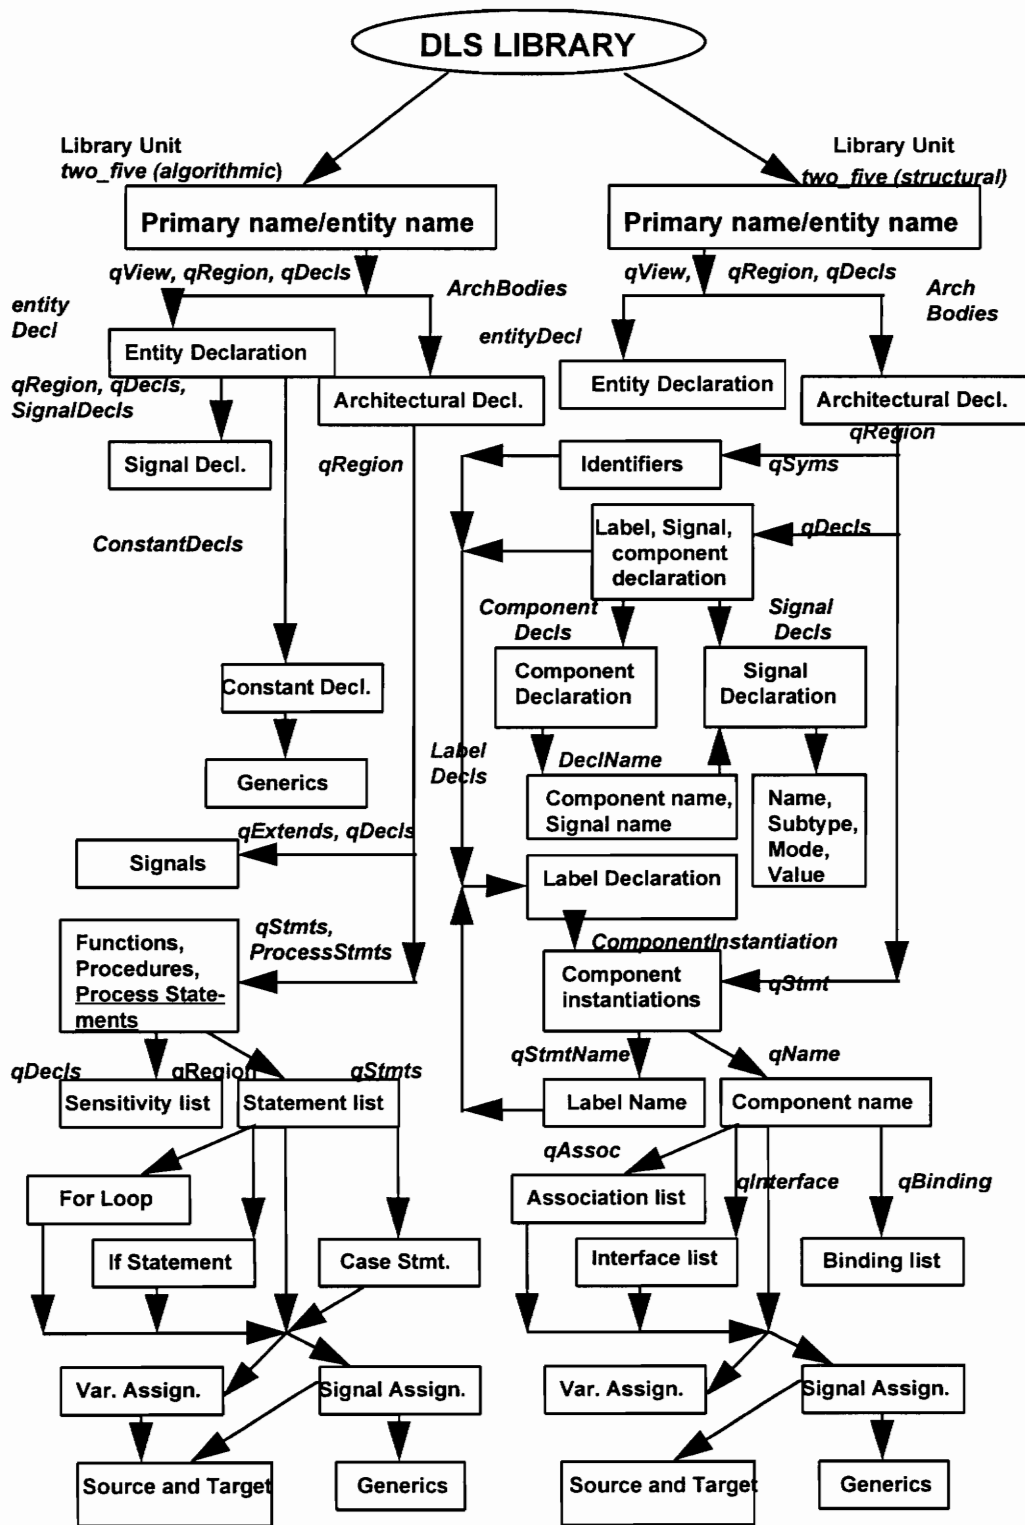 DLS LIBRARY
Library Unit
two_five (algorithmic)
Library Unit
two_five (structural)
Primary name/entity name
Primary name/entity name
qView, qRegion, qDecls
qView,
qRegion, qDecls
entity
Decl
ArchBodies
Arch
Bodies
entityDecl
Entity Declaration
Entity Declaration
qRegion, qDecls,
SignalDecls
Architectural Decl.
Architectural Decl.
qRegion
Signal Decl.
qRegion
Identifiers
qSyms
ConstantDecls
Label, Signal,
component
declaration
qDecls
Component
Decls
Signal
Decls
Constant Decl.
Component
Declaration
Signal
Declaration
Label
Decls
DeclName
Generics
Component name,
Signal name
Name,
Subtype,
Mode,
Value
qExtends, qDecls
Signals
Label Declaration
qStmts,
ProcessStmts
Functions,
Procedures,
Process State-
ments
ComponentInstantiation
Component
instantiations
qStmt
qDecls
qRegion
qStmts
qStmtName
qName
Sensitivity list
Statement list
Label Name
Component name
qAssoc
For Loop
Association list
qInterface
qBinding
If Statement
Case Stmt.
Interface list
Binding list
Var. Assign.
Signal Assign.
Var. Assign.
Signal Assign.
Source and Target
Generics
Source and Target
Generics